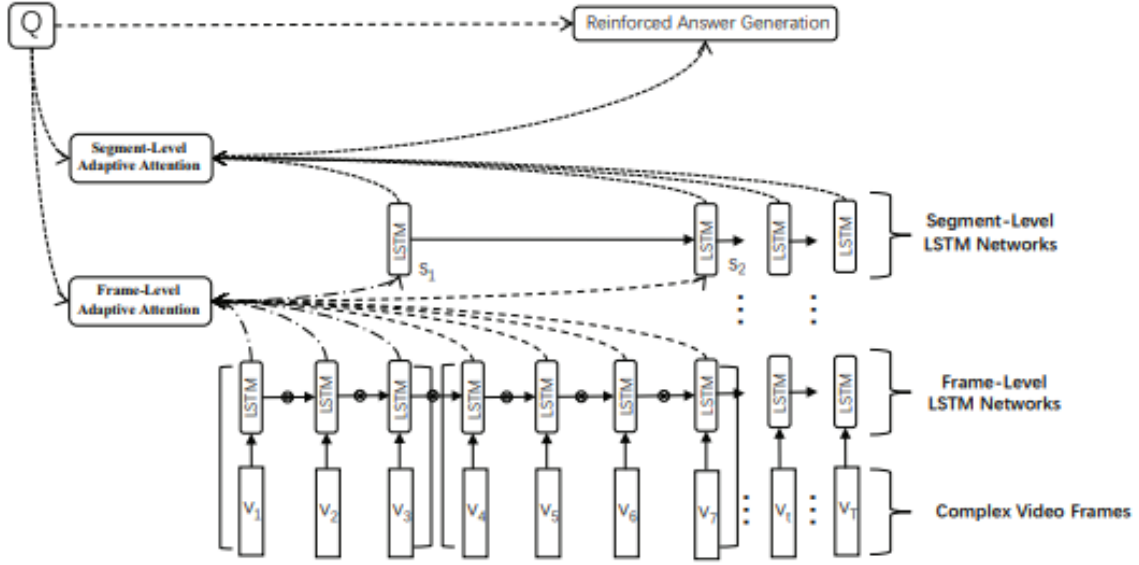 Q
Reinforced Answer Generation
Segment-Level
Adaptive Attention
LSTM
LSTM
LSTM
LSTM
Segment-Level
LSTM Networks
S1
S2
Frame-Level
Adaptive Attention
LSTM
LSTM
LSTM
LSTM
LSTM
LSTM
LSTM
LSTM
LSTM
Frame-Level
LSTM Networks
V1
V2
V3
V4
V5
V6
V7
Vt
VT
Complex Video Frames